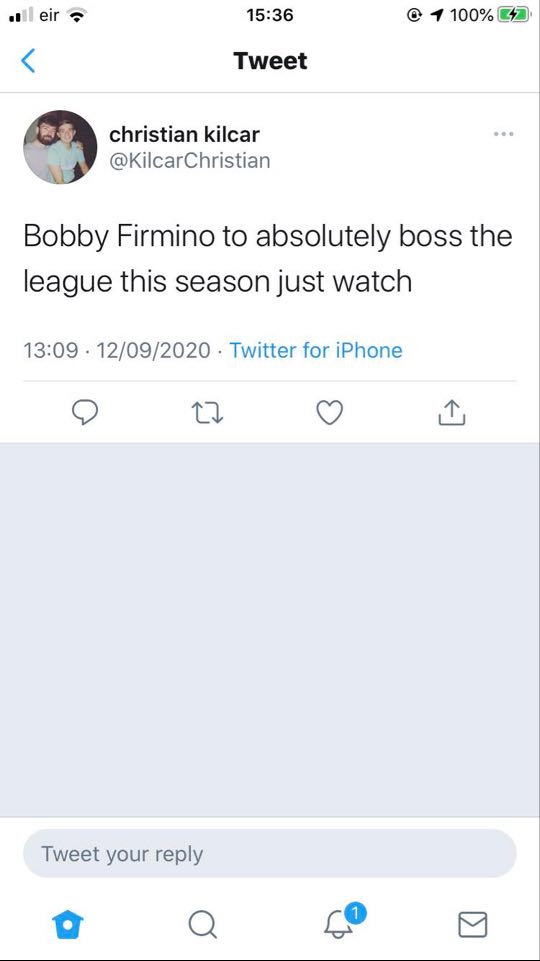 eir 15:36 100%
Tweet
christian kilcar
@KilcarChristian
Bobby Firmino to absolutely boss the
league this season just watch
13:09 · 12/09/2020 · Twitter for iPhone
Tweet your reply
1